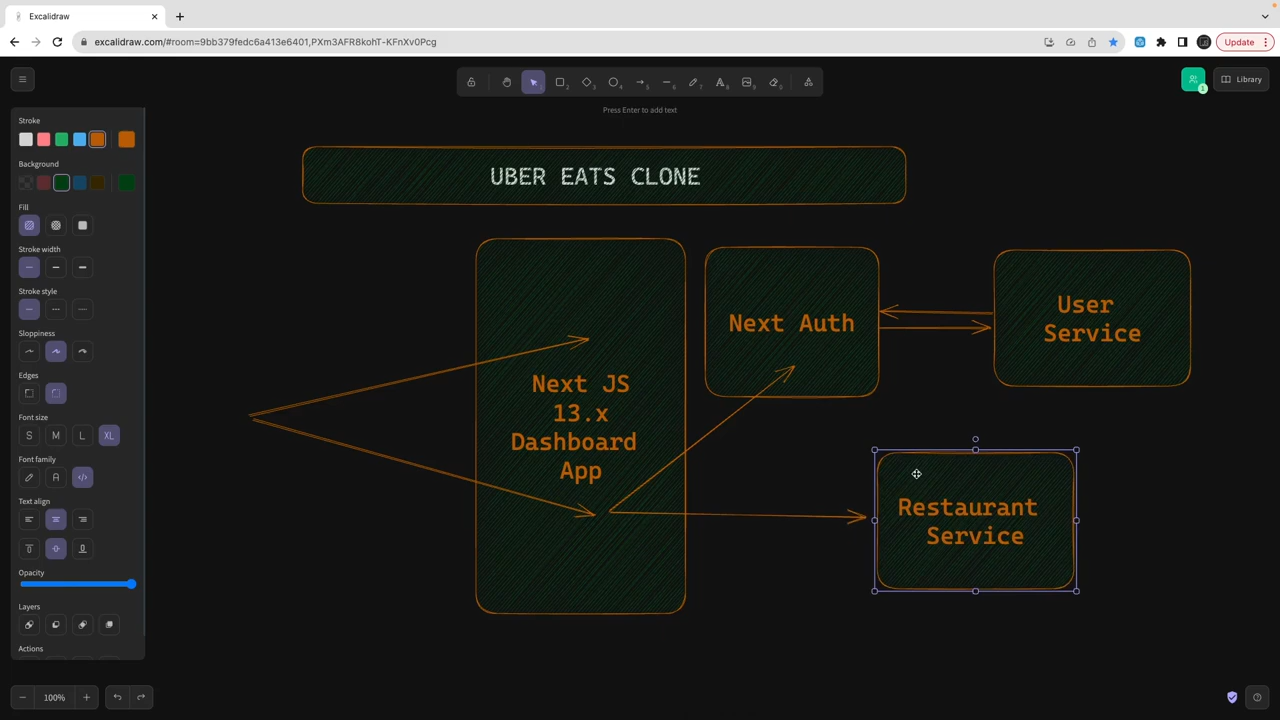 Excalidraw
excalidraw.com/#room=9bb379fedc6a413e6401,PXm3AFR8kohT-KFnXv0Pcg
Update
Library
1
Press Enter to add text
Stroke
Background
Fill
Stroke width
Stroke style
Sloppiness
Edges
Font size
S M L XL
Font family
Text align
Opacity
Layers
Actions
100%
UBER EATS CLONE
Next JS
13.x
Dashboard
App
Next Auth
User
Service
Restaurant
Service